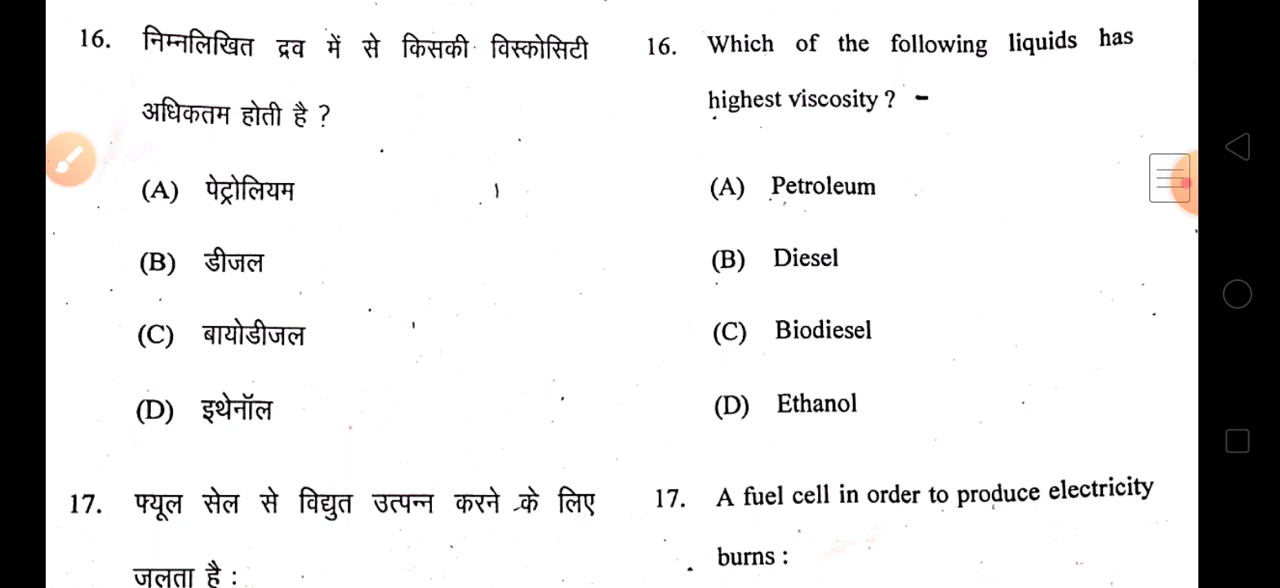 16. निम्नलिखित द्रव में से किसकी विस्कोसिटी
अधिकतम होती है ?
(A) पेट्रोलियम
(B) डीजल
(C) बायोडीजल
(D) इथेनॉल
17. फ्यूल सेल से विद्युत उत्पन्न करने के लिए
जलता है :
16. Which of the following liquids has
highest viscosity ? -
(A) Petroleum
(B) Diesel
(C) Biodiesel
(D) Ethanol
17. A fuel cell in order to produce electricity
burns :